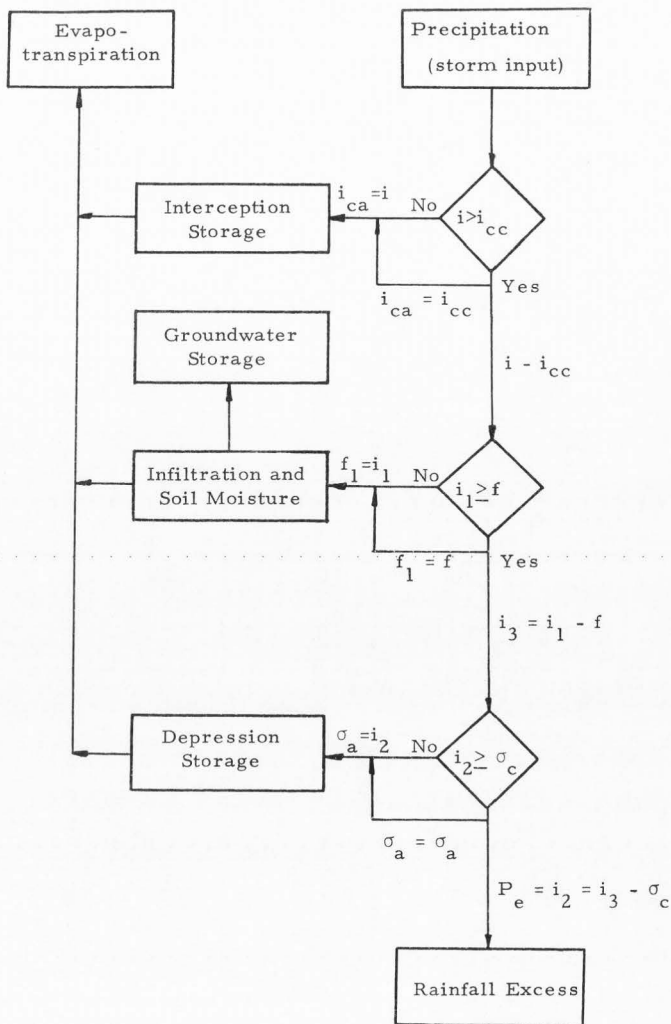 Evapo-
transpiration
Precipitation
(storm input)
i_ca = i
No
i>i_cc
Interception
Storage
Yes
i_ca = i_cc
Groundwater
Storage
i - i_cc
f_1 = i_1
No
i_1 ≥ f
Infiltration and
Soil Moisture
f_1 = f
Yes
i_3 = i_1 - f
σ_a = i_2
No
i_2 ≥ σ_c
Depression
Storage
σ_a = σ_a
P_e = i_2 = i_3 - σ_c
Rainfall Excess